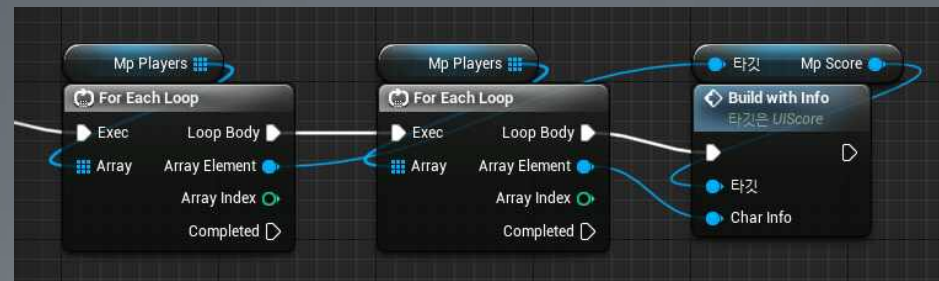 Mp Players
For Each Loop
Exec Loop Body
Array Array Element
Array Index
Completed
Mp Players
For Each Loop
Exec Loop Body
Array Array Element
Array Index
Completed
타깃 Mp Score
Build with Info
타깃은 UIScore
타깃
Char Info